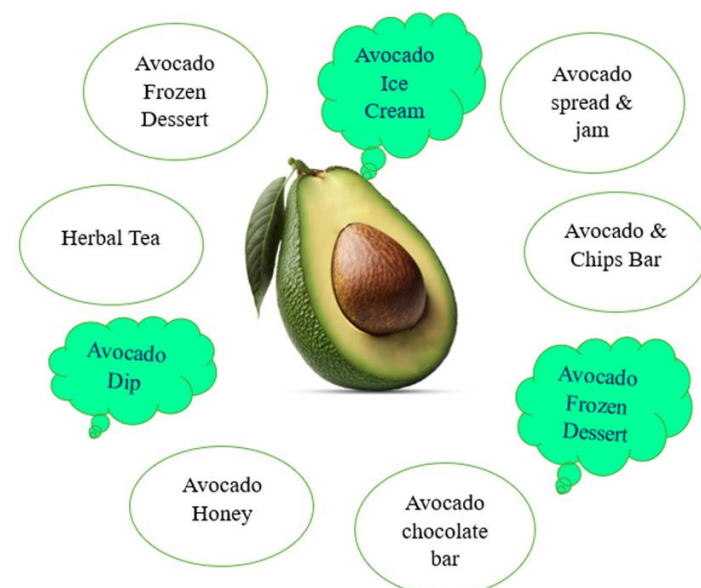 Avocado
Frozen
Dessert
Avocado
Ice
Cream
Avocado
spread &
jam
Herbal Tea
Avocado &
Chips Bar
Avocado
Dip
Avocado
Frozen
Dessert
Avocado
Honey
Avocado
chocolate
bar